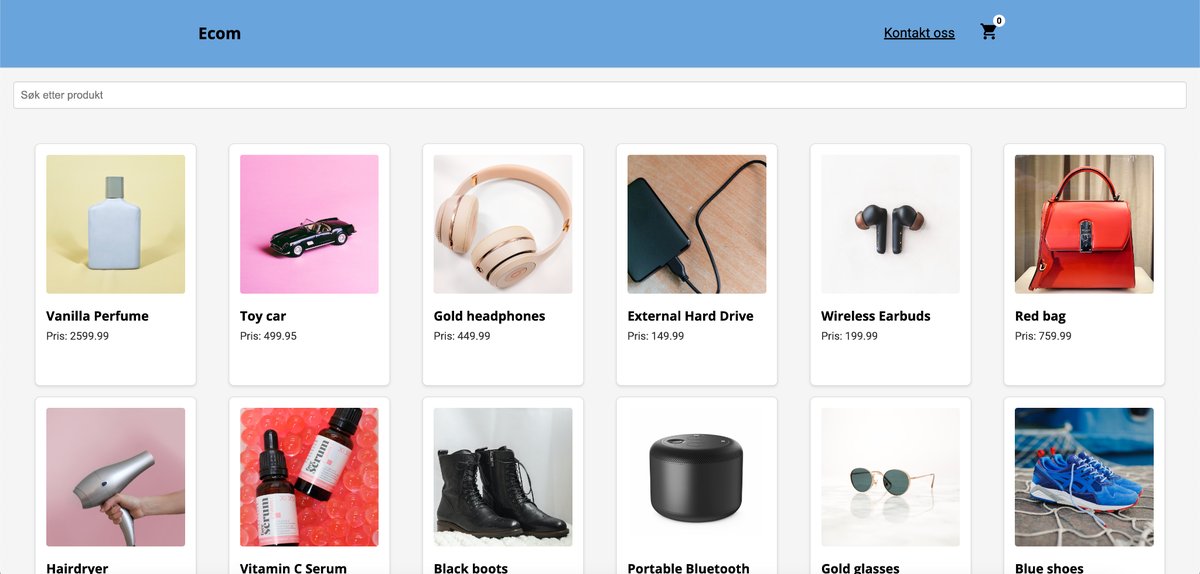 Ecom
Kontakt oss
0
Søk etter produkt
Vanilla Perfume
Toy car
Gold headphones
External Hard Drive
Wireless Earbuds
Red bag
Pris: 2599.99
Pris: 499.95
Pris: 449.99
Pris: 149.99
Pris: 199.99
Pris: 759.99
serum
serum
Hairdryer
Vitamin C Serum
Black boots
Portable Bluetooth
Gold glasses
Blue shoes